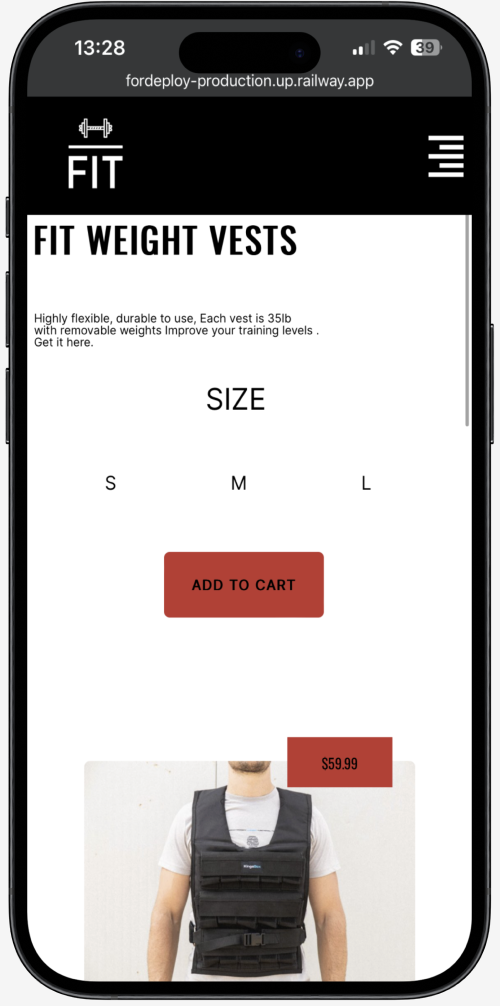 13:28
39
fordeploy-production.up.railway.app
FIT
FIT WEIGHT VESTS
Highly flexible, durable to use, Each vest is 35lb
with removable weights Improve your training levels .
Get it here.
SIZE
S M L
ADD TO CART
$59.99